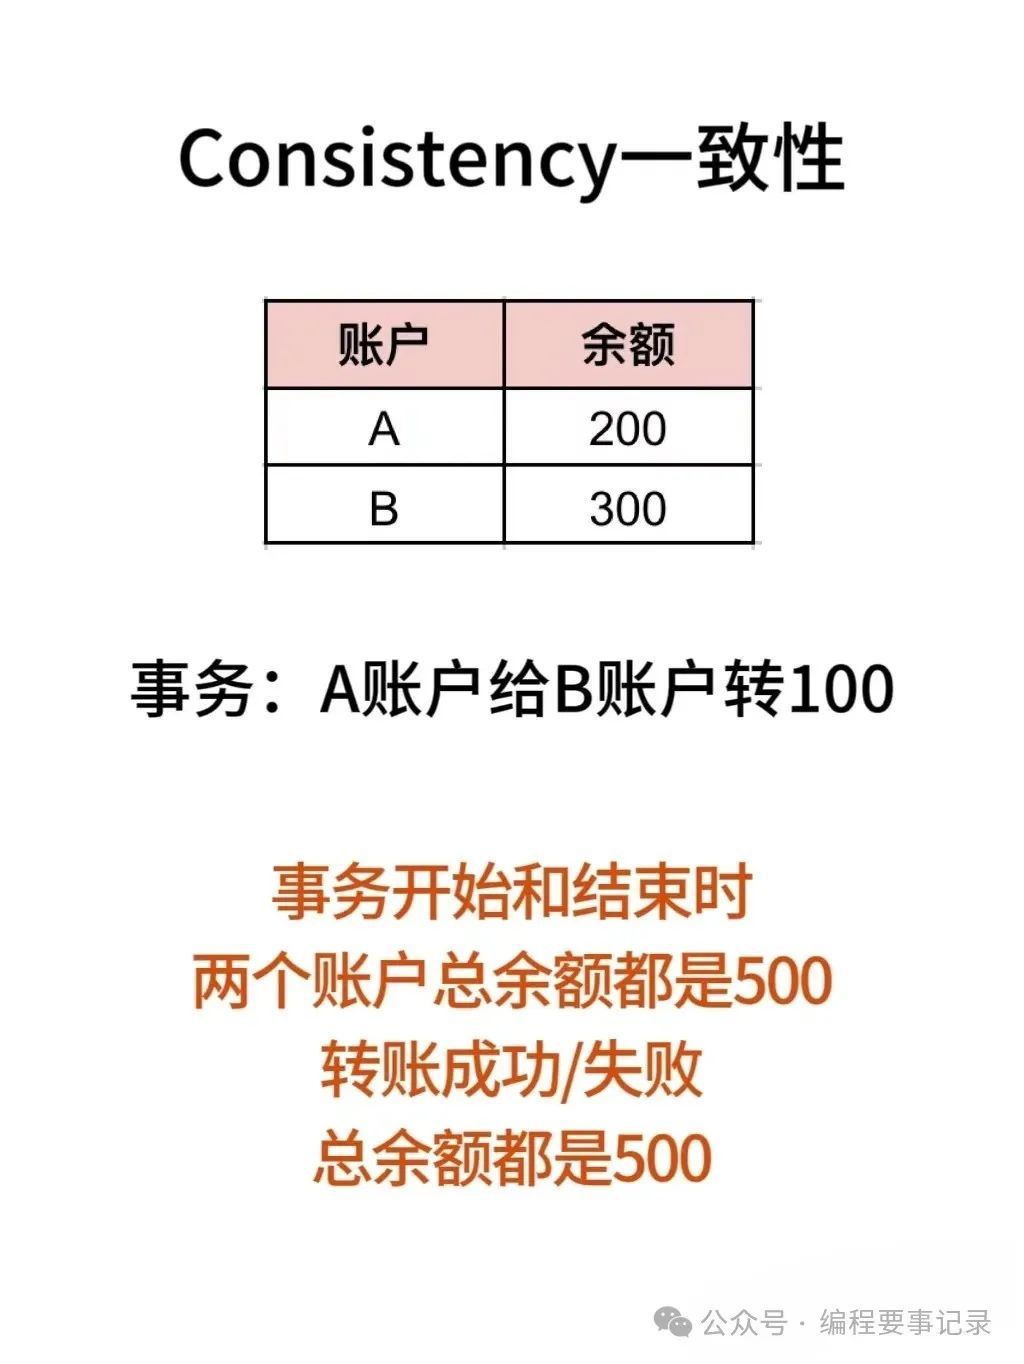 Consistency一致性
账户 余额
A 200
B 300
事务：A账户给B账户转100
事务开始和结束时
两个账户总余额都是500
转账成功/失败
总余额都是500
公众号 · 编程要事记录